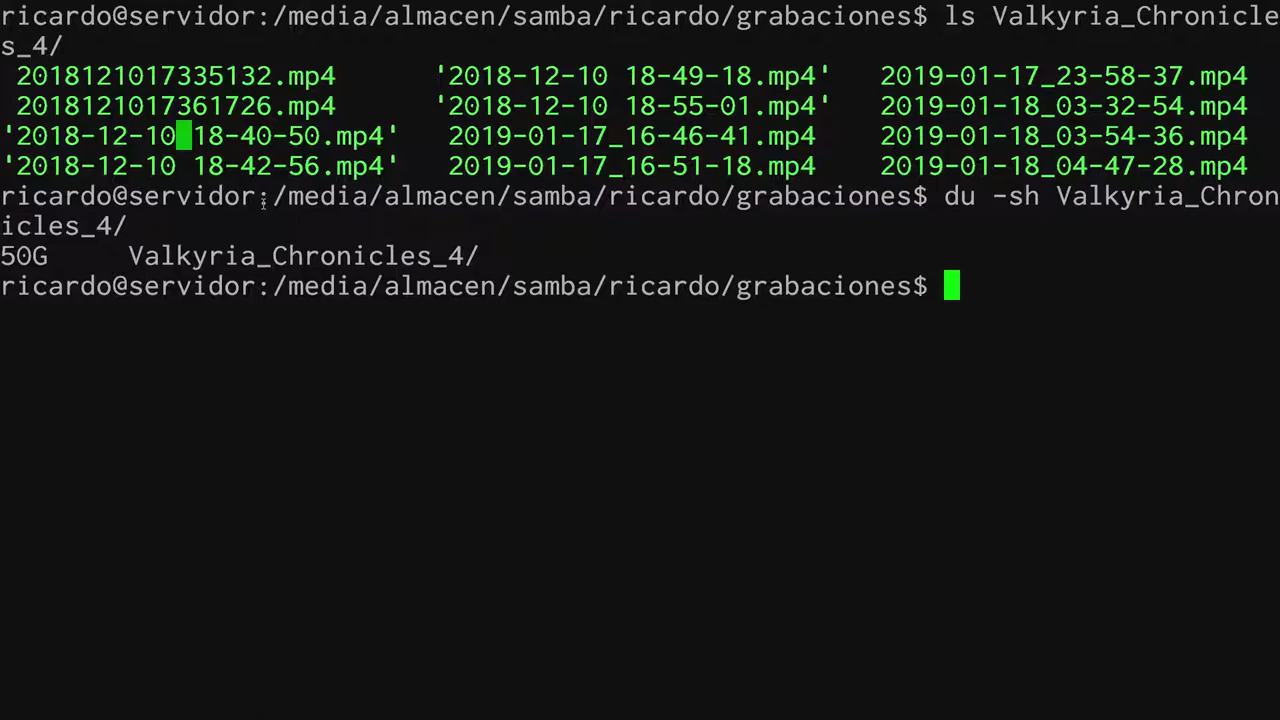 ricardo@servidor:/media/almacen/samba/ricardo/grabaciones$ ls Valkyria_Chronicle
s_4/
 2018121017335132.mp4      '2018-12-10 18-49-18.mp4'   2019-01-17_23-58-37.mp4
 2018121017361726.mp4      '2018-12-10 18-55-01.mp4'   2019-01-18_03-32-54.mp4
'2018-12-10 18-40-50.mp4'   2019-01-17_16-46-41.mp4    2019-01-18_03-54-36.mp4
'2018-12-10 18-42-56.mp4'   2019-01-17_16-51-18.mp4    2019-01-18_04-47-28.mp4
ricardo@servidor:/media/almacen/samba/ricardo/grabaciones$ du -sh Valkyria_Chron
icles_4/
50G     Valkyria_Chronicles_4/
ricardo@servidor:/media/almacen/samba/ricardo/grabaciones$